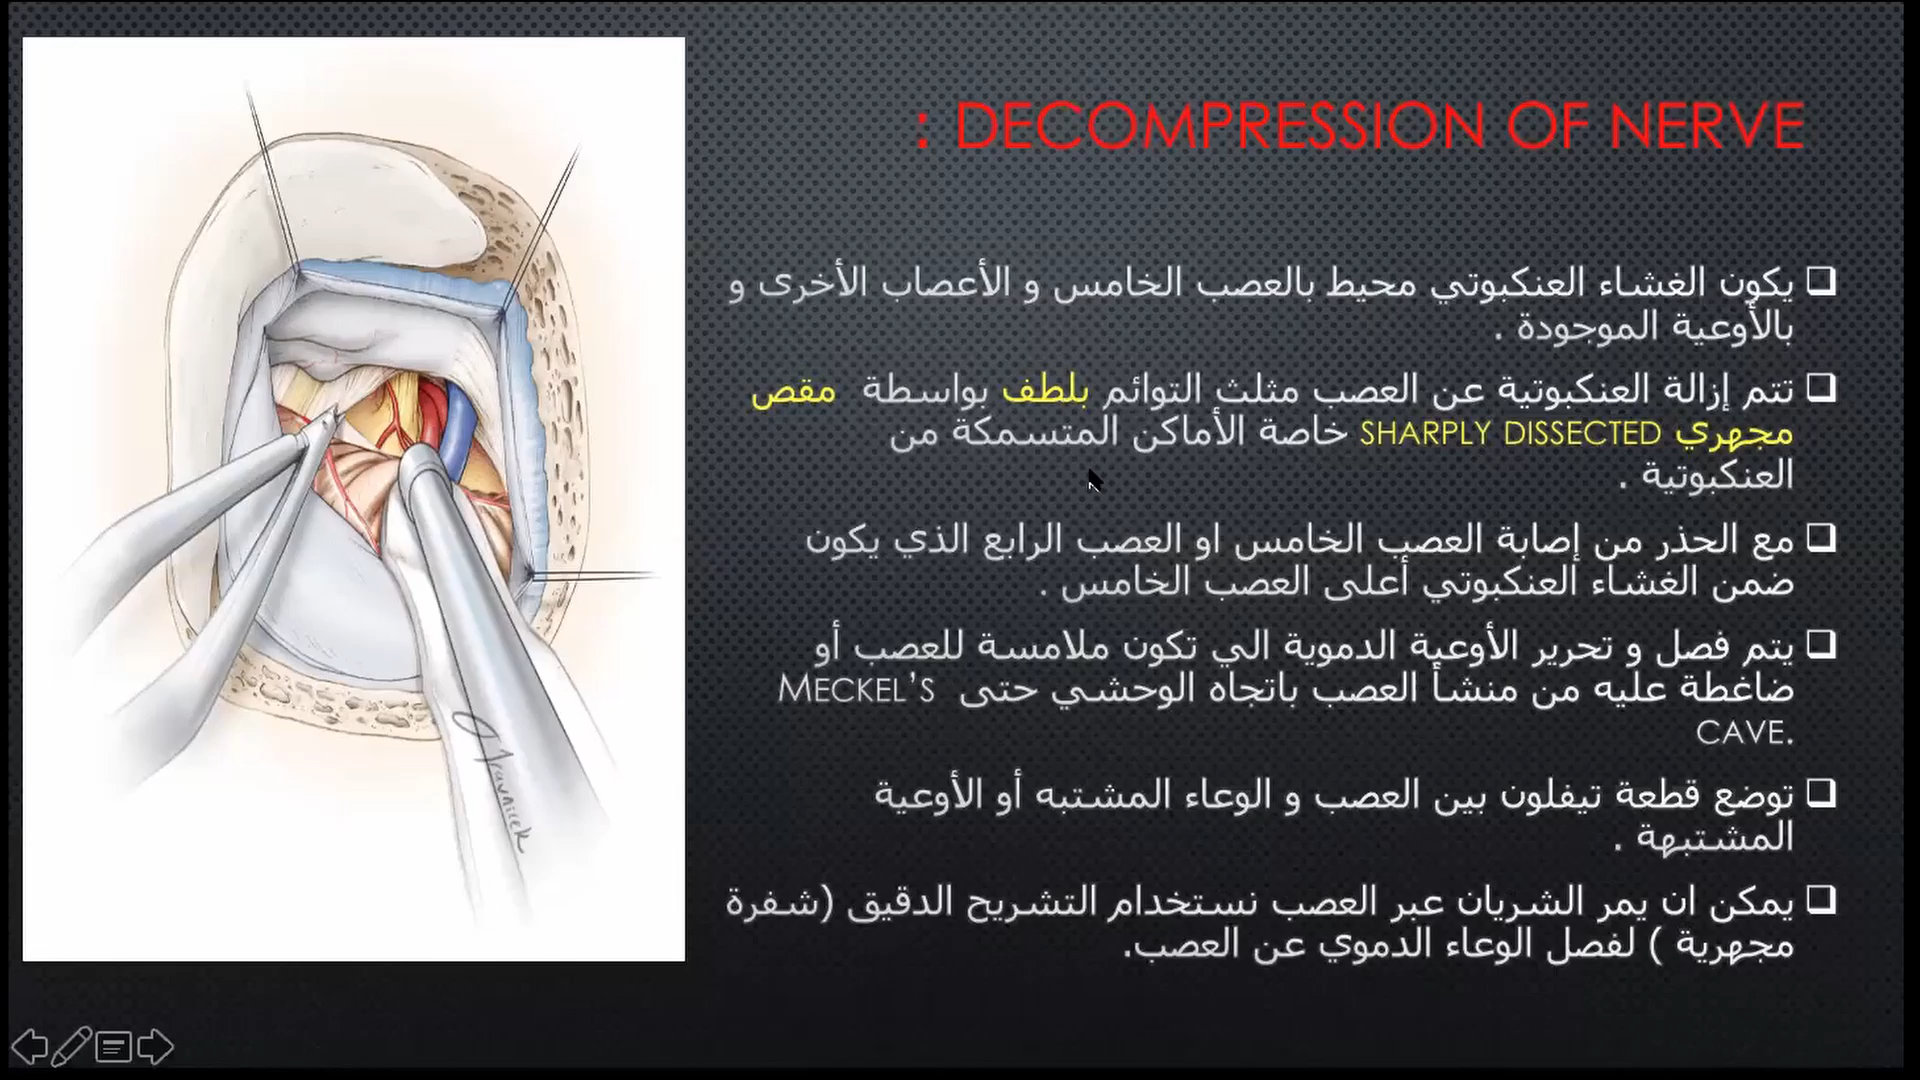 DECOMPRESSION OF NERVE :
❑ يكون الغشاء العنكبوتي محيط بالعصب الخامس و الأعصاب الأخرى و
بالأوعية الموجودة .
❑ تتم إزالة العنكبوتية عن العصب مثلث التوائم بلطف بواسطة مقص
مجهري SHARPLY DISSECTED خاصة الأماكن المتسمكة من
العنكبوتية .
❑ مع الحذر من إصابة العصب الخامس او العصب الرابع الذي يكون
ضمن الغشاء العنكبوتي أعلى العصب الخامس .
❑ يتم فصل و تحرير الأوعية الدموية الي تكون ملامسة للعصب أو
ضاغطة عليه من منشأ العصب باتجاه الوحشي حتى MECKEL’S
CAVE.
❑ توضع قطعة تيفلون بين العصب و الوعاء المشتبه أو الأوعية
المشتبهة .
❑ يمكن ان يمر الشريان عبر العصب نستخدام التشريح الدقيق (شفرة
مجهرية ) لفصل الوعاء الدموي عن العصب.